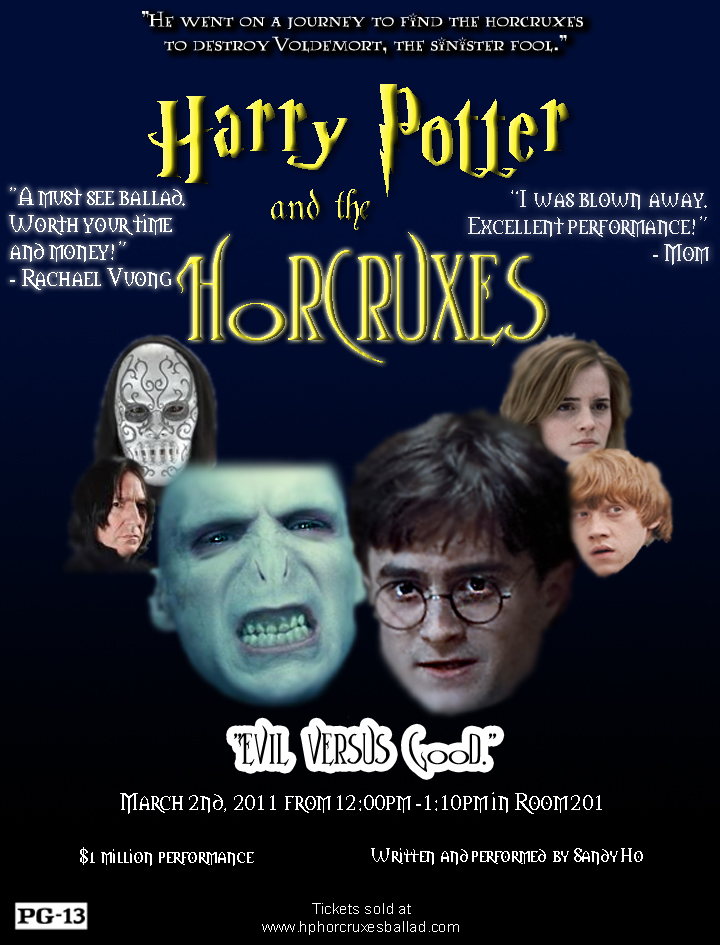 "He went on a journey to find the horcruxes
to destroy Voldemort, the sinister fool."
Harry Potter
and the
Horcruxes
"A must see ballad.
Worth your time
and money!"
- Rachael Vuong
"I was blown away.
Excellent performance!"
- Mom
"Evil versus Good."
March 2nd, 2011 from 12:00pm -1:10pm in Room 201
$1 million performance
Written and performed by Sandy Ho
PG-13
Tickets sold at
www.hphorcruxesballad.com